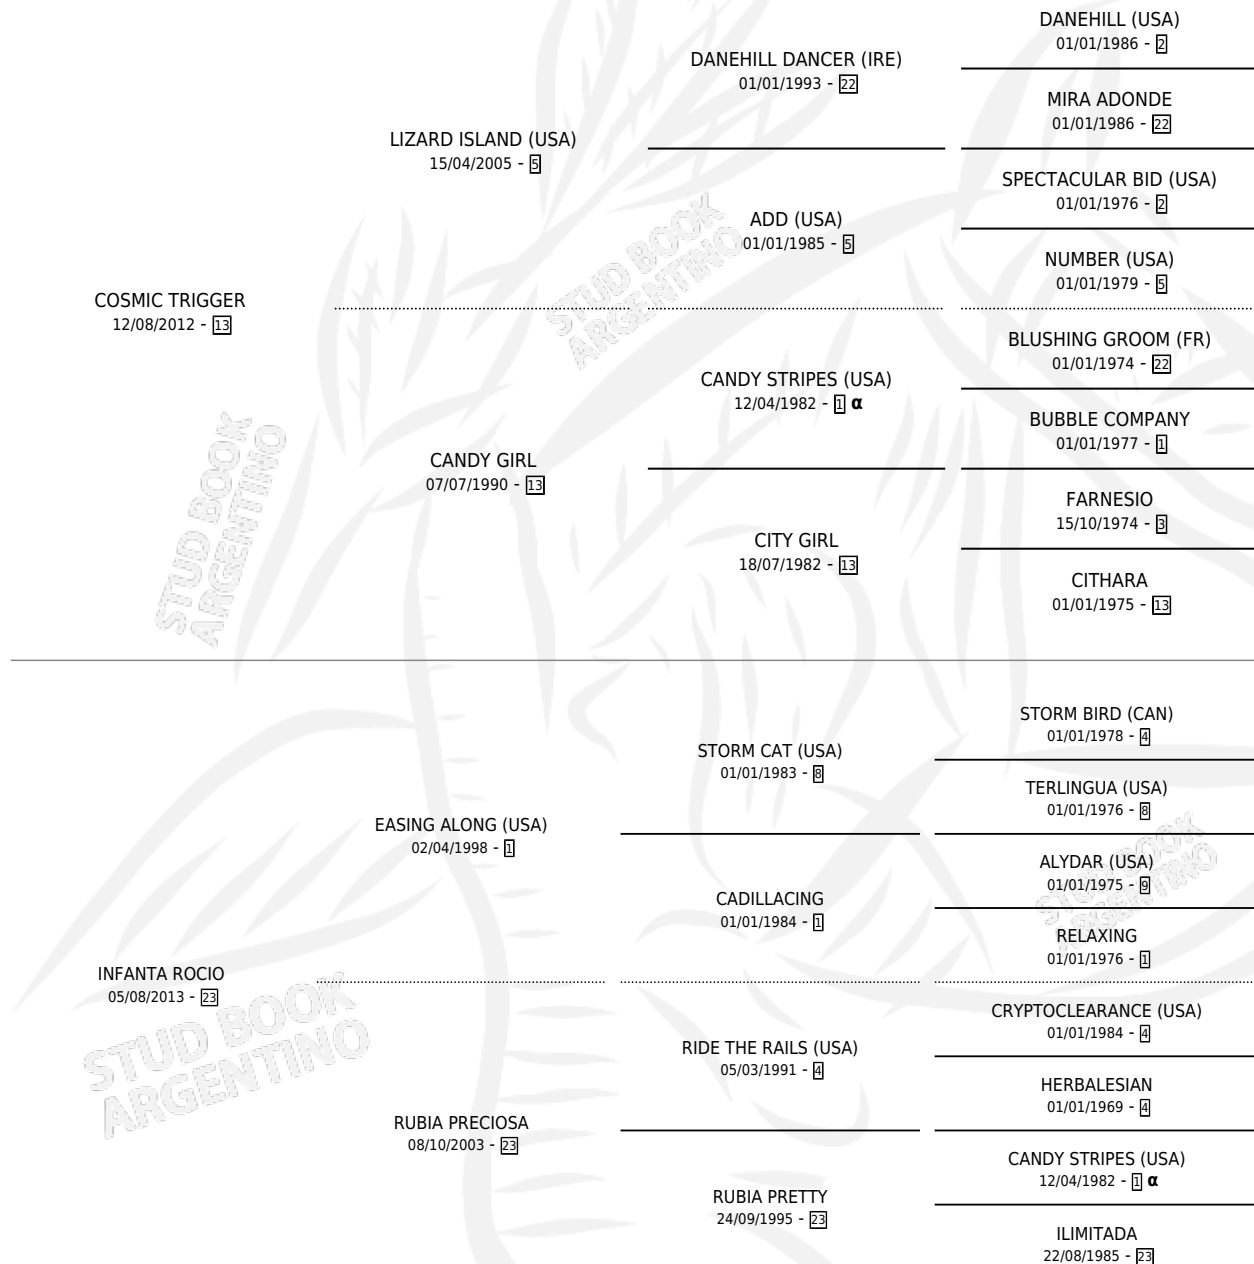 DANEHILL (USA)
01/01/1986 - 2
DANEHILL DANCER (IRE)
01/01/1993 - 22
MIRA ADONDE
01/01/1986 - 22
LIZARD ISLAND (USA)
15/04/2005 - 5
SPECTACULAR BID (USA)
01/01/1976 - 2
ADD (USA)
01/01/1985 - 5
NUMBER (USA)
01/01/1979 - 5
COSMIC TRIGGER
12/08/2012 - 13
BLUSHING GROOM (FR)
01/01/1974 - 22
CANDY STRIPES (USA)
12/04/1982 - 1 α
BUBBLE COMPANY
01/01/1977 - 1
CANDY GIRL
07/07/1990 - 13
FARNESIO
15/10/1974 - 3
CITY GIRL
18/07/1982 - 13
CITHARA
01/01/1975 - 13
STORM BIRD (CAN)
01/01/1978 - 4
STORM CAT (USA)
01/01/1983 - 8
TERLINGUA (USA)
01/01/1976 - 8
EASING ALONG (USA)
02/04/1998 - 1
ALYDAR (USA)
01/01/1975 - 9
CADILLACING
01/01/1984 - 1
RELAXING
01/01/1976 - 1
INFANTA ROCIO
05/08/2013 - 23
CRYPTOCLEARANCE (USA)
01/01/1984 - 4
RIDE THE RAILS (USA)
05/03/1991 - 4
HERBALESIAN
01/01/1969 - 4
RUBIA PRECIOSA
08/10/2003 - 23
CANDY STRIPES (USA)
12/04/1982 - 1 α
RUBIA PRETTY
24/09/1995 - 23
ILIMITADA
22/08/1985 - 23
STUD BOOK
ARGENTINO
STUD BOOK
ARGENTINO
STUD BOOK
ARGENTINO
STUD BOOK
ARGENTINO